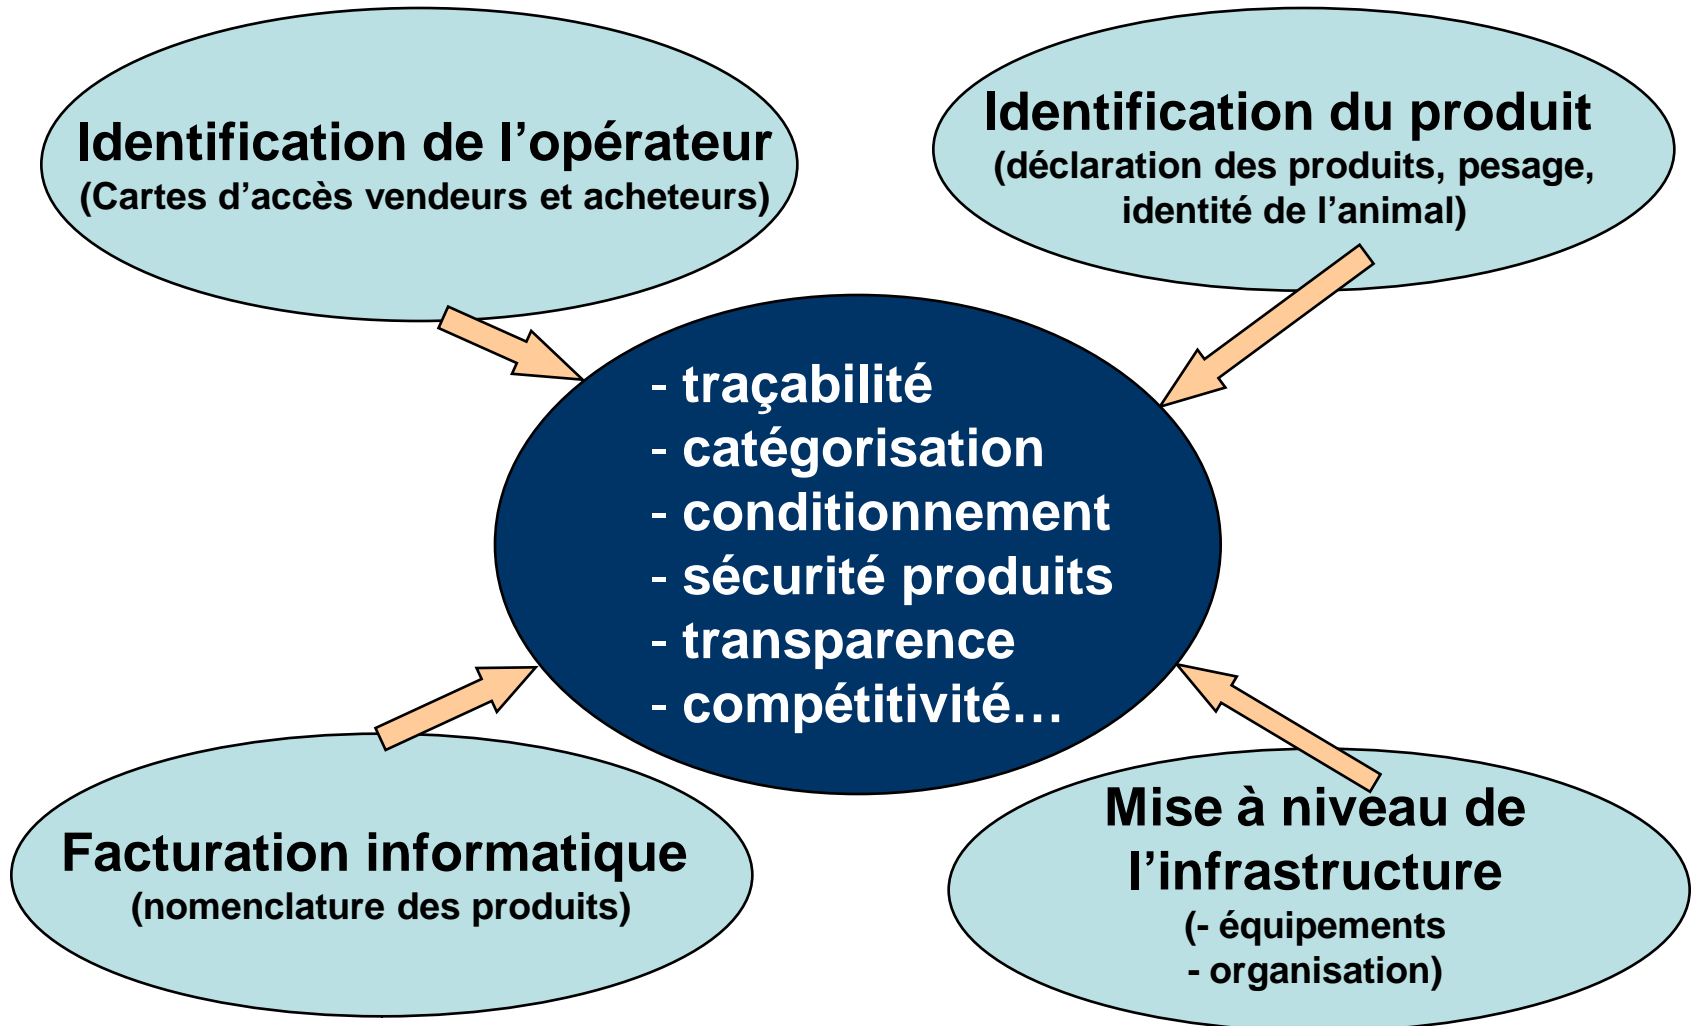 Identification de l’opérateur
(Cartes d’accès vendeurs et acheteurs)
Identification du produit
(déclaration des produits, pesage,
identité de l’animal)
- traçabilité
- catégorisation
- conditionnement
- sécurité produits
- transparence
- compétitivité…
Facturation informatique
(nomenclature des produits)
Mise à niveau de
l’infrastructure
(- équipements
- organisation)